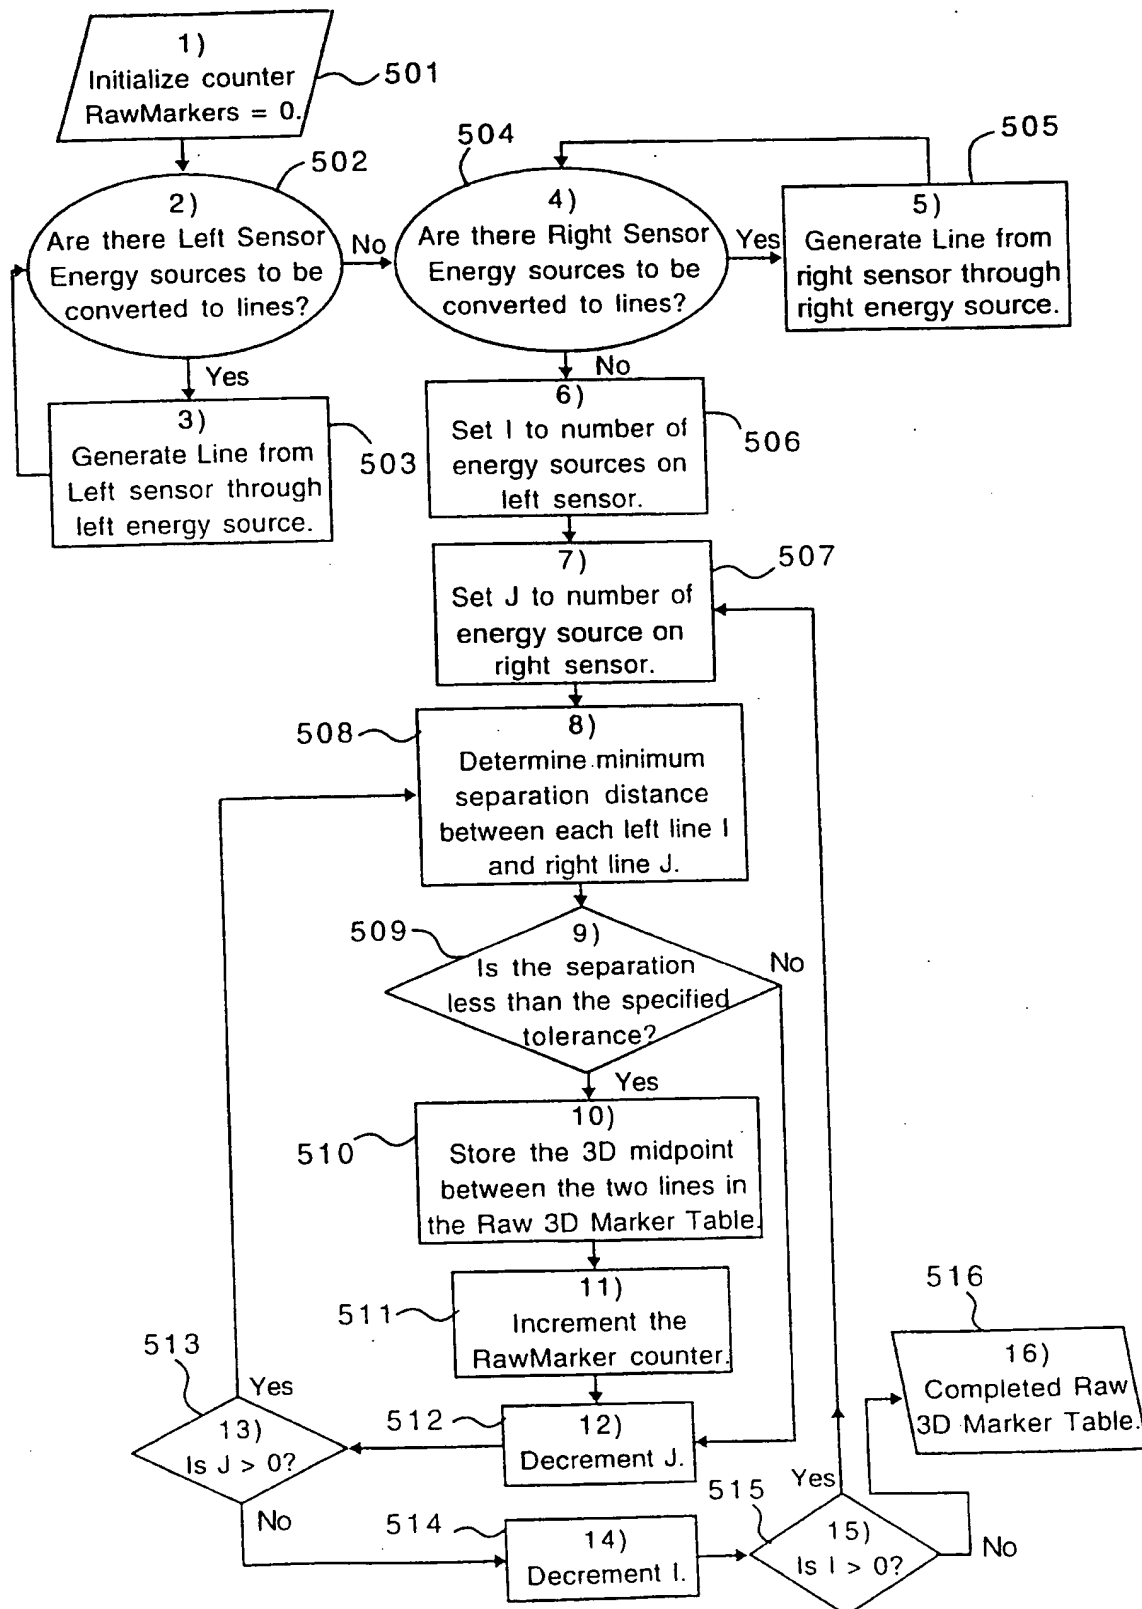 1)
Initialize counter
RawMarkers = 0.
501
502
2)
Are there Left Sensor
Energy sources to be
converted to lines?
No
Yes
3)
Generate Line from
Left sensor through
left energy source.
503
504
4)
Are there Right Sensor
Energy sources to be
converted to lines?
Yes
No
505
5)
Generate Line from
right sensor through
right energy source.
6)
Set I to number of
energy sources on
left sensor.
506
7)
Set J to number of
energy source on
right sensor.
507
508
8)
Determine minimum
separation distance
between each left line I
and right line J.
509
9)
Is the separation
less than the specified
tolerance?
No
Yes
510
10)
Store the 3D midpoint
between the two lines in
the Raw 3D Marker Table.
511
11)
Increment the
RawMarker counter.
512
12)
Decrement J.
513
13)
Is J > 0?
Yes
No
514
14)
Decrement I.
515
15)
Is I > 0?
Yes
No
516
16)
Completed Raw
3D Marker Table.